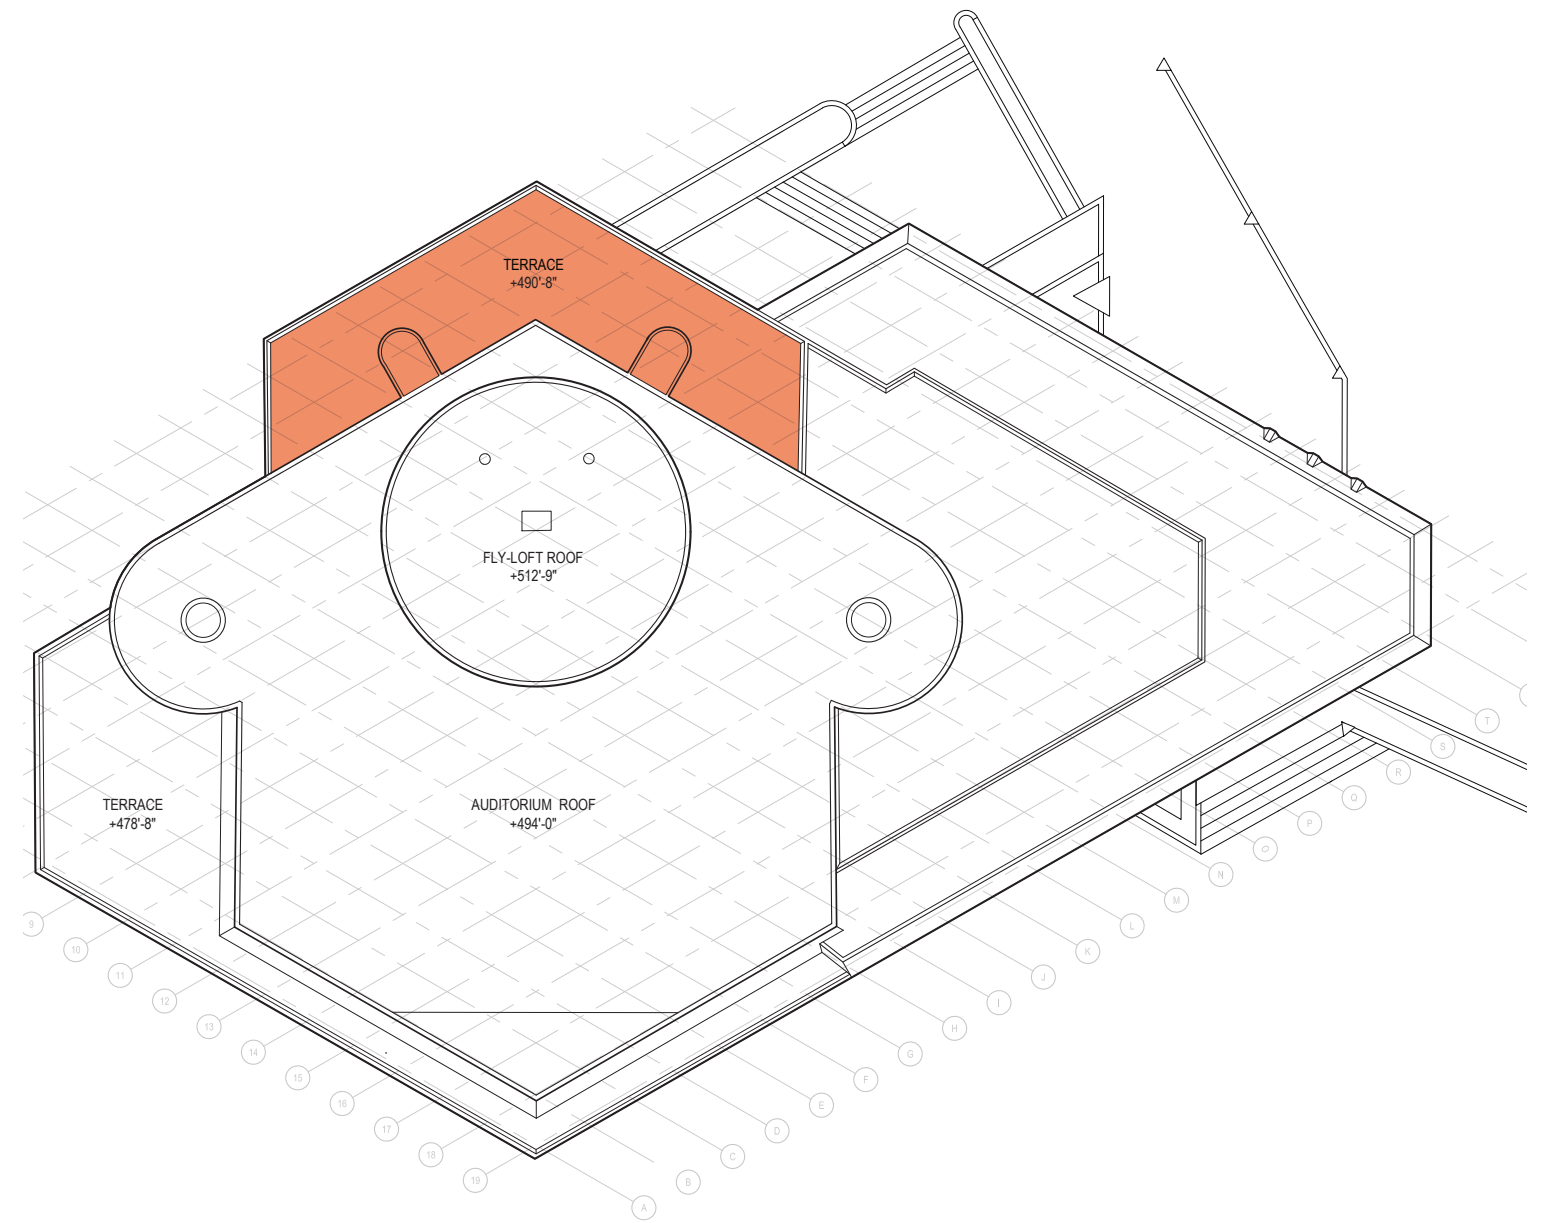 TERRACE
+490'-8"
FLY-LOFT ROOF
+512'-9"
TERRACE
+478'-8"
AUDITORIUM ROOF
+494'-0"
9
10
11
12
13
14
15
16
17
18
19
A
B
C
D
E
F
G
H
I
J
K
L
M
N
O
P
Q
R
S
T